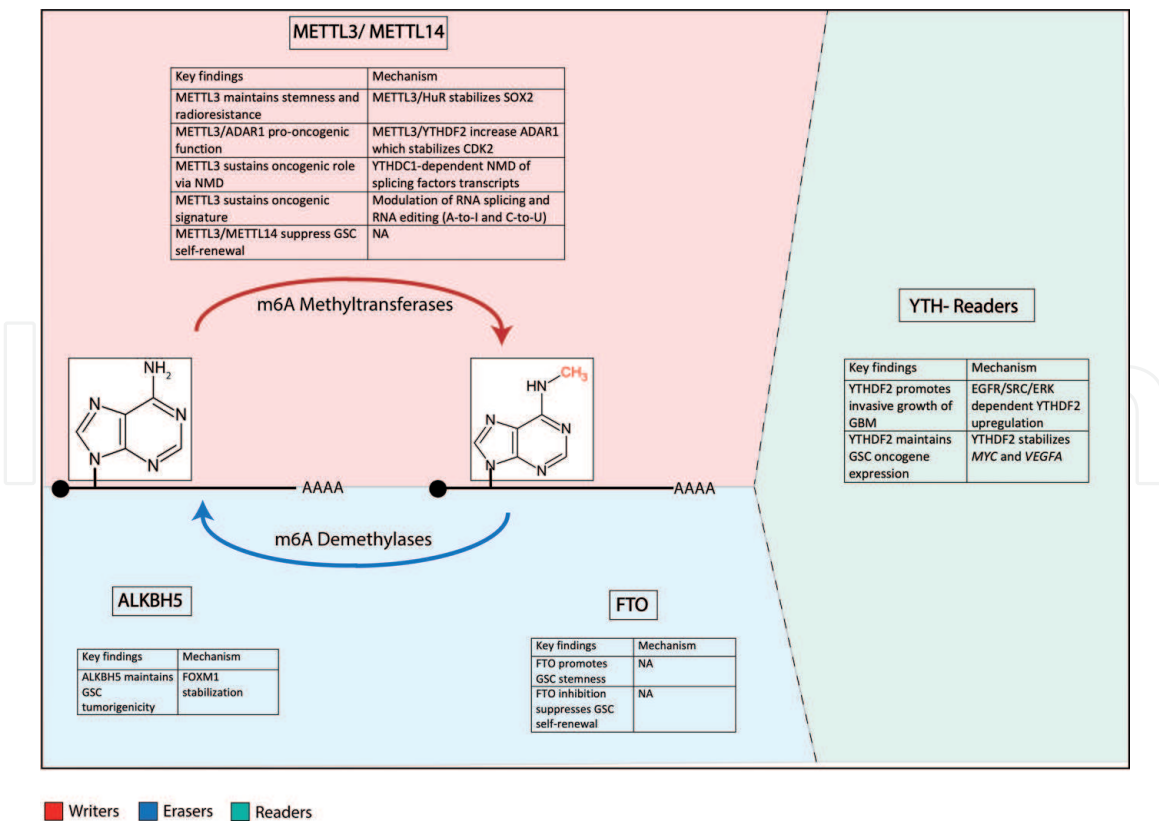 METTL3/ METTL14
Key findings Mechanism
METTL3 maintains stemness and METTL3/HuR stabilizes SOX2
radioresistance
METTL3/ADAR1 pro-oncogenic METTL3/YTHDF2 increase ADAR1
function which stabilizes CDK2
METTL3 sustains oncogenic role YTHDC1-dependent NMD of
via NMD splicing factors transcripts
METTL3 sustains oncogenic Modulation of RNA splicing and
signature RNA editing (A-to-I and C-to-U)
METTL3/METTL14 suppress GSC NA
self-renewal
m6A Methyltransferases
NH2
N
N
N
N
HN CH3
N
N
N
N
AAAA
AAAA
m6A Demethylases
YTH- Readers
Key findings Mechanism
YTHDF2 promotes EGFR/SRC/ERK
invasive growth of dependent YTHDF2
GBM upregulation
YTHDF2 maintains YTHDF2 stabilizes
GSC oncogene MYC and VEGFA
expression
ALKBH5
Key findings Mechanism
ALKBH5 maintains FOXM1
GSC stabilization
tumorigenicity
FTO
Key findings Mechanism
FTO promotes NA
GSC stemness
FTO inhibition NA
suppresses GSC
self-renewal
Writers Erasers Readers